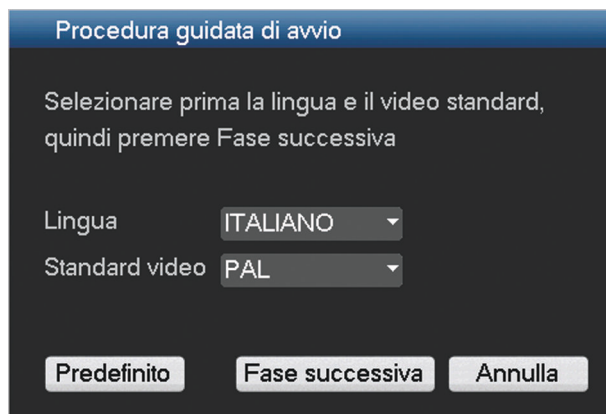 Procedura guidata di avvio
Selezionare prima la lingua e il video standard,
quindi premere Fase successiva
Lingua ITALIANO
Standard video PAL
Predefinito Fase successiva Annulla